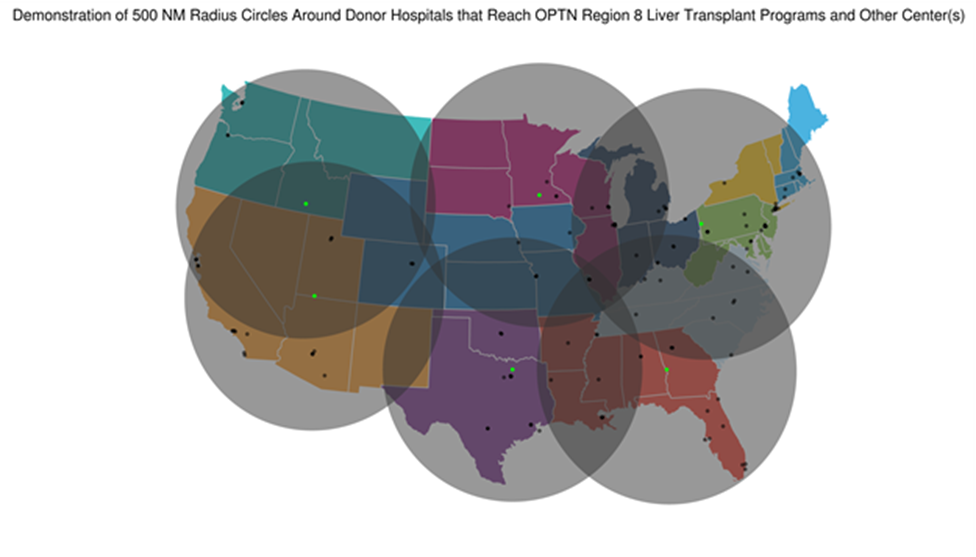 Demonstration of 500 NM Radius Circles Around Donor Hospitals that Reach OPTN Region 8 Liver Transplant Programs and Other Center(s)